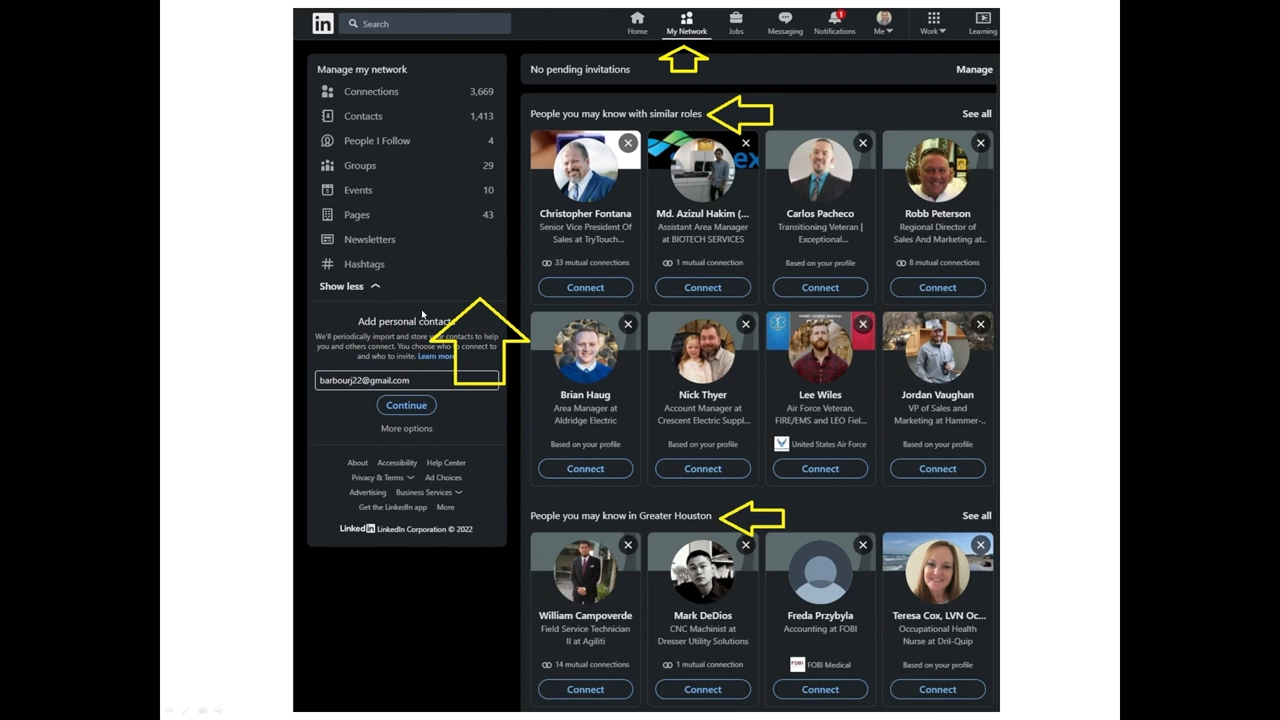 in Search
Home My Network Jobs Messaging 1 Notifications Me Work Learning
Manage my network
Connections 3,669
Contacts 1,413
People I Follow 4
Groups 29
Events 10
Pages 43
Newsletters
Hashtags
Show less
Add personal contacts
We'll periodically import and store your contacts to help
you and others connect. You choose who to connect to
and who to invite. Learn more
barbourj22@gmail.com
Continue
More options
About Accessibility Help Center
Privacy & Terms Ad Choices
Advertising Business Services
Get the LinkedIn app More
LinkedIn LinkedIn Corporation © 2022
No pending invitations Manage
People you may know with similar roles See all
Christopher Fontana
Senior Vice President Of
Sales at TryTouch...
33 mutual connections
Connect
Md. Azizul Hakim (...
Assistant Area Manager
at BIOTECH SERVICES
1 mutual connection
Connect
Carlos Pacheco
Transitioning Veteran |
Exceptional...
Based on your profile
Connect
Robb Peterson
Regional Director of
Sales And Marketing at..
8 mutual connections
Connect
Brian Haug
Area Manager at
Aldridge Electric
Based on your profile
Connect
Nick Thyer
Account Manager at
Crescent Electric Suppl...
Based on your profile
Connect
Lee Wiles
Air Force Veteran,
FIRE/EMS and LEO Fiel...
United States Air Force
Connect
Jordan Vaughan
VP of Sales and
Marketing at Hammer-..
Based on your profile
Connect
People you may know in Greater Houston See all
William Campoverde
Field Service Technician
II at Agiliti
14 mutual connections
Connect
Mark DeDios
CNC Machinist at
Dresser Utility Solutions
1 mutual connection
Connect
Freda Przybyla
Accounting at FOBI
FOBI FOBI Medical
Connect
Teresa Cox, LVN Oc...
Occupational Health
Nurse at Dril-Quip
Based on your profile
Connect